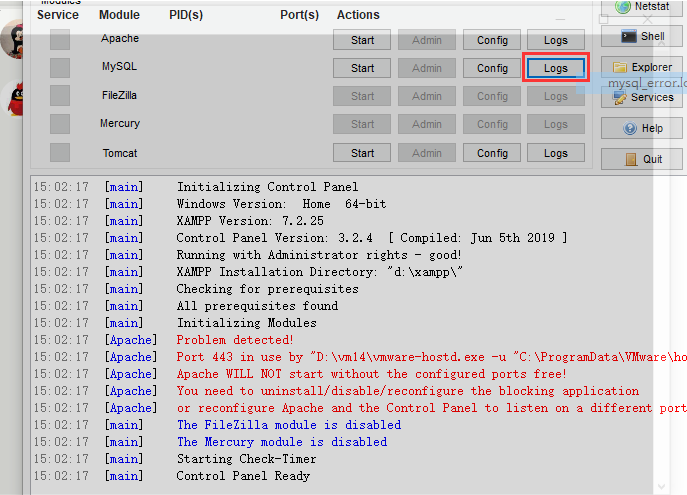 Modules
Service Module PID(s) Port(s) Actions
Netstat
Apache Start Admin Config Logs
Shell
MySQL Start Admin Config Logs
Explorer
mysql_error.lo
FileZilla Start Admin Config Logs
Services
Mercury Start Admin Config Logs
Help
Tomcat Start Admin Config Logs
Quit
15:02:17 [main] Initializing Control Panel
15:02:17 [main] Windows Version: Home 64-bit
15:02:17 [main] XAMPP Version: 7.2.25
15:02:17 [main] Control Panel Version: 3.2.4 [ Compiled: Jun 5th 2019 ]
15:02:17 [main] Running with Administrator rights - good!
15:02:17 [main] XAMPP Installation Directory: "d:\xampp\"
15:02:17 [main] Checking for prerequisites
15:02:17 [main] All prerequisites found
15:02:17 [main] Initializing Modules
15:02:17 [Apache] Problem detected!
15:02:17 [Apache] Port 443 in use by "D:\vm14\vmware-hostd.exe -u "C:\ProgramData\VMware\ho
15:02:17 [Apache] Apache WILL NOT start without the configured ports free!
15:02:17 [Apache] You need to uninstall/disable/reconfigure the blocking application
15:02:17 [Apache] or reconfigure Apache and the Control Panel to listen on a different port
15:02:17 [main] The FileZilla module is disabled
15:02:17 [main] The Mercury module is disabled
15:02:17 [main] Starting Check-Timer
15:02:17 [main] Control Panel Ready